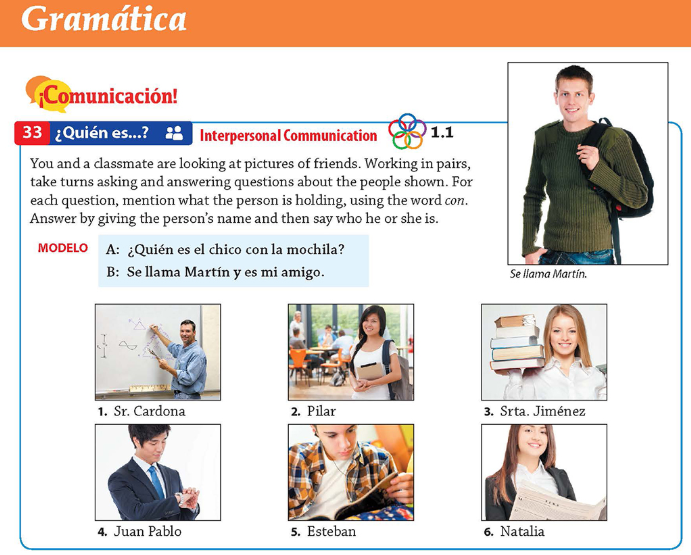 Gramática
¡Comunicación!
33 ¿Quién es...? Interpersonal Communication 1.1
You and a classmate are looking at pictures of friends. Working in pairs,
take turns asking and answering questions about the people shown. For
each question, mention what the person is holding, using the word con.
Answer by giving the person's name and then say who he or she is.
MODELO A: ¿Quién es el chico con la mochila?
B: Se llama Martín y es mi amigo.
Se llama Martín.
1. Sr. Cardona
2. Pilar
3. Srta. Jiménez
4. Juan Pablo
5. Esteban
6. Natalia